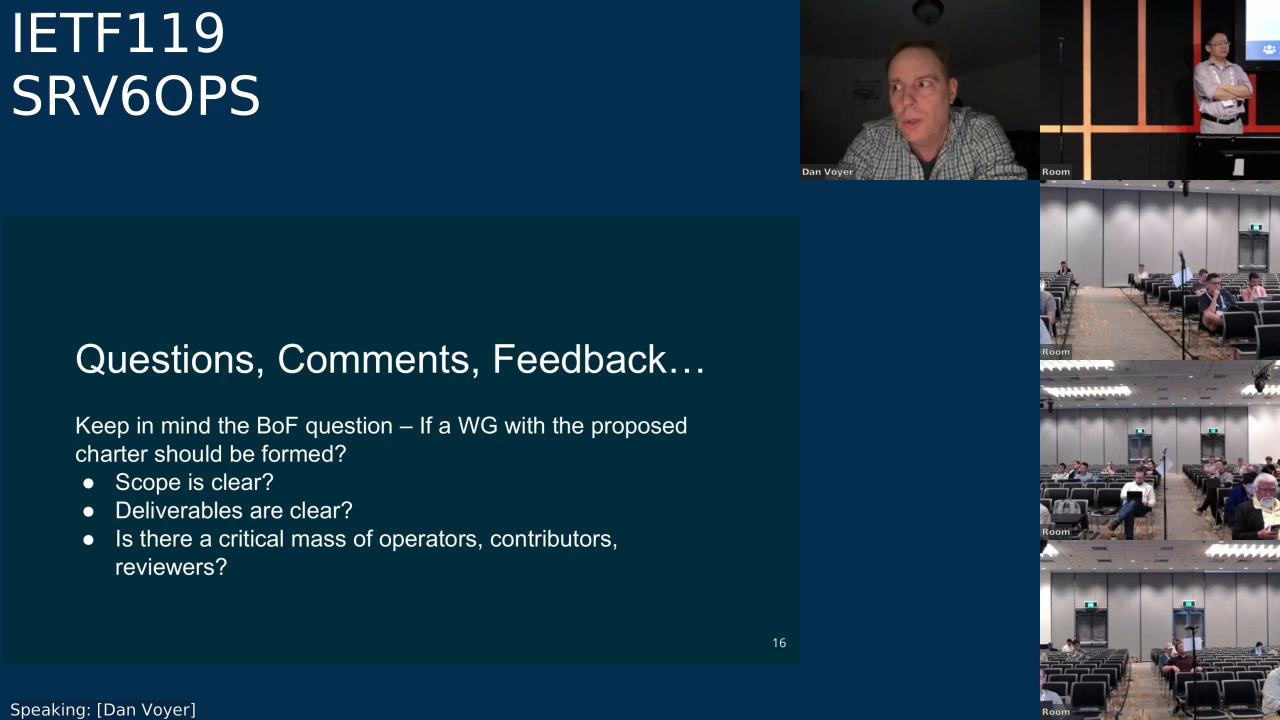 IETF119
SRV6OPS
Dan Voyer
Room
Room
Room
Room
Questions, Comments, Feedback…
Keep in mind the BoF question – If a WG with the proposed
charter should be formed?
● Scope is clear?
● Deliverables are clear?
● Is there a critical mass of operators, contributors,
reviewers?
16
Speaking: [Dan Voyer]